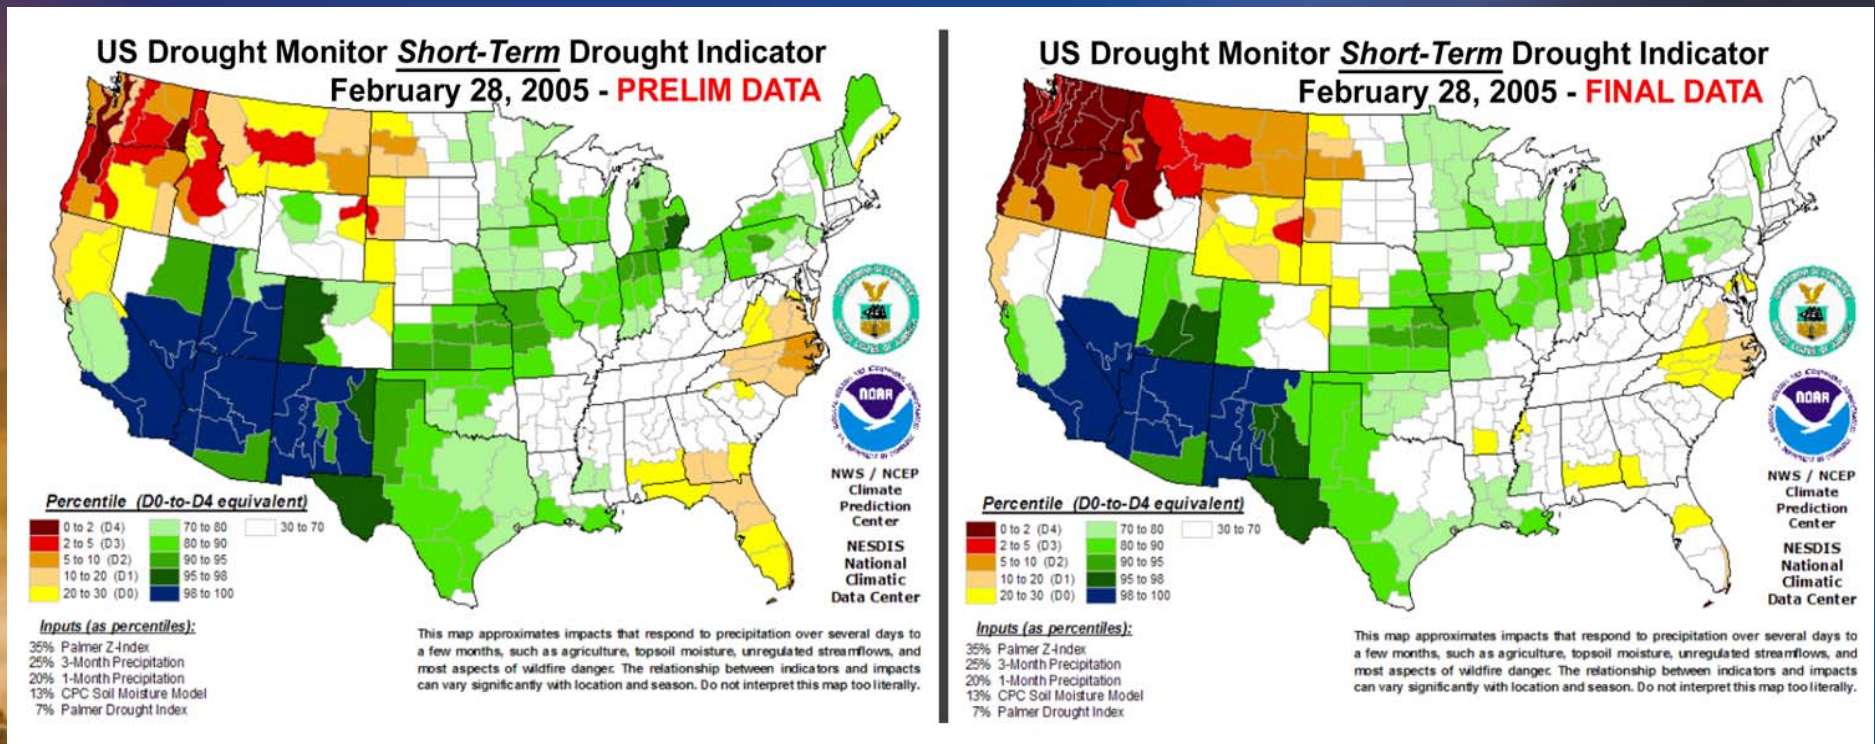 US Drought Monitor Short-Term Drought Indicator
February 28, 2005 - PRELIM DATA
NOAA
NWS / NCEP
Climate
Prediction
Center
NESDIS
National
Climatic
Data Center
Percentile (D0-to-D4 equivalent)
0 to 2 (D4)
2 to 5 (D3)
5 to 10 (D2)
10 to 20 (D1)
20 to 30 (D0)
70 to 80
80 to 90
90 to 95
95 to 98
98 to 100
30 to 70
Inputs (as percentiles):
35% Palmer Z-Index
25% 3-Month Precipitation
20% 1-Month Precipitation
13% CPC Soil Moisture Model
7% Palmer Drought Index
This map approximates impacts that respond to precipitation over several days to
a few months, such as agriculture, topsoil moisture, unregulated streamflows, and
most aspects of wildfire danger. The relationship between indicators and impacts
can vary significantly with location and season. Do not interpret this map too literally.
US Drought Monitor Short-Term Drought Indicator
February 28, 2005 - FINAL DATA
NOAA
NWS / NCEP
Climate
Prediction
Center
NESDIS
National
Climatic
Data Center
Percentile (D0-to-D4 equivalent)
0 to 2 (D4)
2 to 5 (D3)
5 to 10 (D2)
10 to 20 (D1)
20 to 30 (D0)
70 to 80
80 to 90
90 to 95
95 to 98
98 to 100
30 to 70
Inputs (as percentiles):
35% Palmer Z-Index
25% 3-Month Precipitation
20% 1-Month Precipitation
13% CPC Soil Moisture Model
7% Palmer Drought Index
This map approximates impacts that respond to precipitation over several days to
a few months, such as agriculture, topsoil moisture, unregulated streamflows, and
most aspects of wildfire danger. The relationship between indicators and impacts
can vary significantly with location and season. Do not interpret this map too literally.